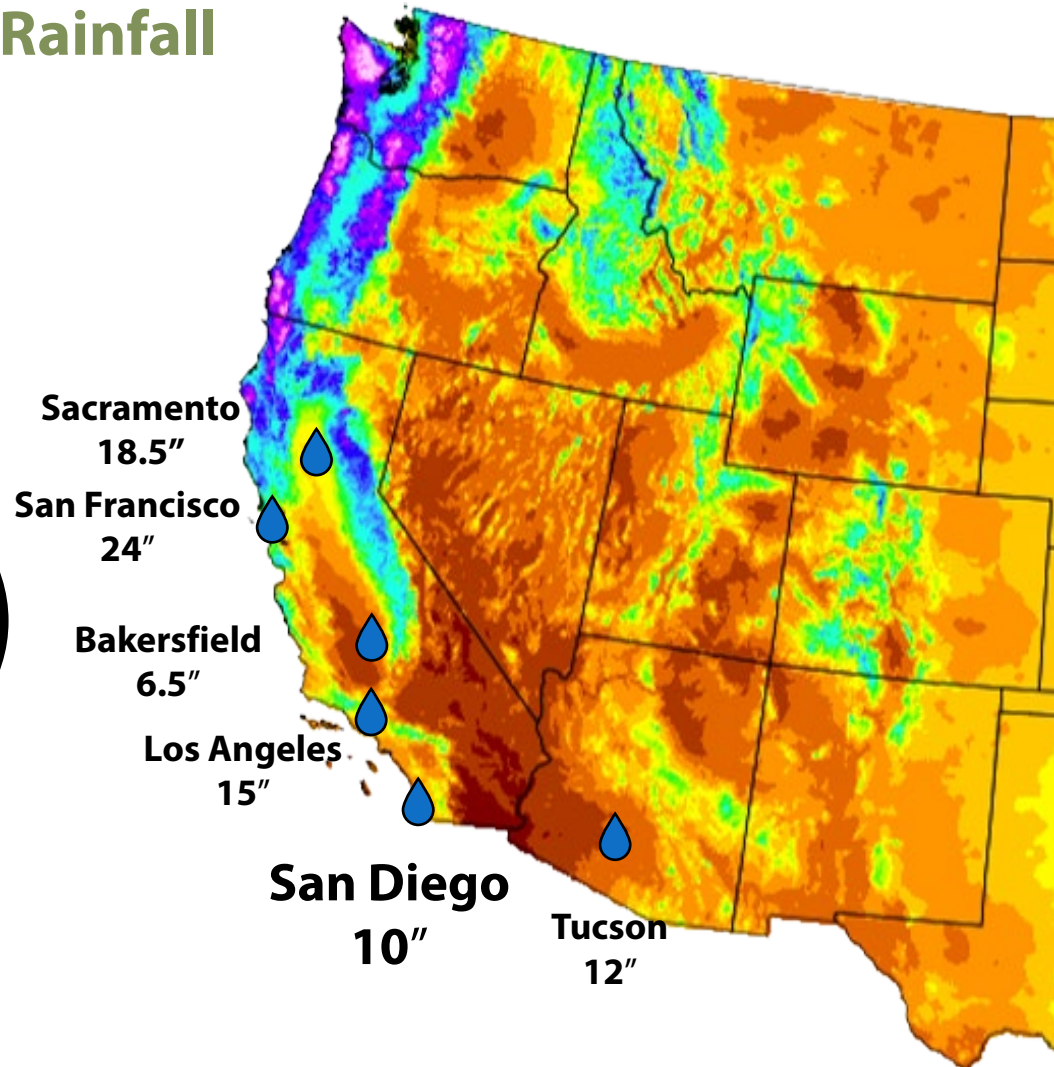 Rainfall
Sacramento
18.5”
San Francisco
24”
Bakersfield
6.5”
Los Angeles
15”
San Diego
10”
Tucson
12”